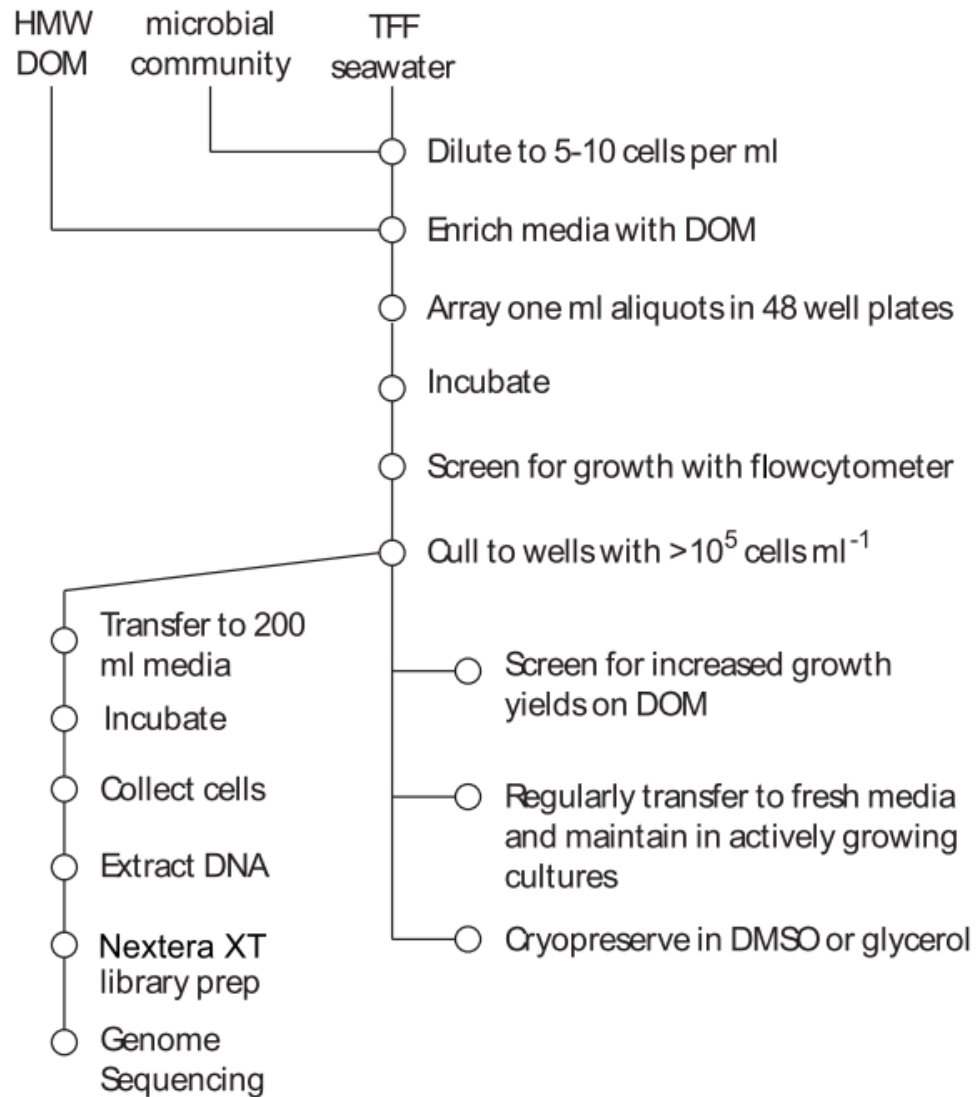 HMW
DOM
microbial
community
TFF
seawater
Dilute to 5-10 cells per ml
Enrich media with DOM
Array one ml aliquots in 48 well plates
Incubate
Screen for growth with flowcytometer
Cull to wells with >10⁵ cells ml⁻¹
Transfer to 200
ml media
Incubate
Collect cells
Extract DNA
Nextera XT
library prep
Genome
Sequencing
Screen for increased growth
yields on DOM
Regularly transfer to fresh media
and maintain in actively growing
cultures
Cryopreserve in DMSO or glycerol